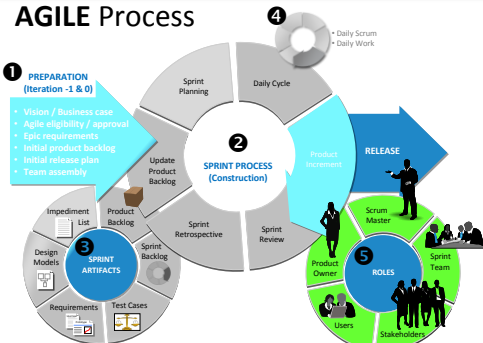 AGILE Process
4
• Daily Scrum
• Daily Work
1
PREPARATION
(Iteration -1 & 0)
• Vision / business case
• Agile eligibility / approval
• Epic requirements
• Initial product backlog
• Initial release plan
• Team assembly
Sprint
Planning
Daily Cycle
2
SPRINT PROCESS
(Construction)
Product
Increment
RELEASE
Update
Product
Backlog
Sprint
Retrospective
Sprint
Review
Impediment
List
Product
Backlog
3
SPRINT
ARTIFACTS
Design
Models
Sprint
Backlog
Requirements
Test Cases
Scrum
Master
5
ROLES
Product
Owner
Sprint
Team
Users
Stakeholders